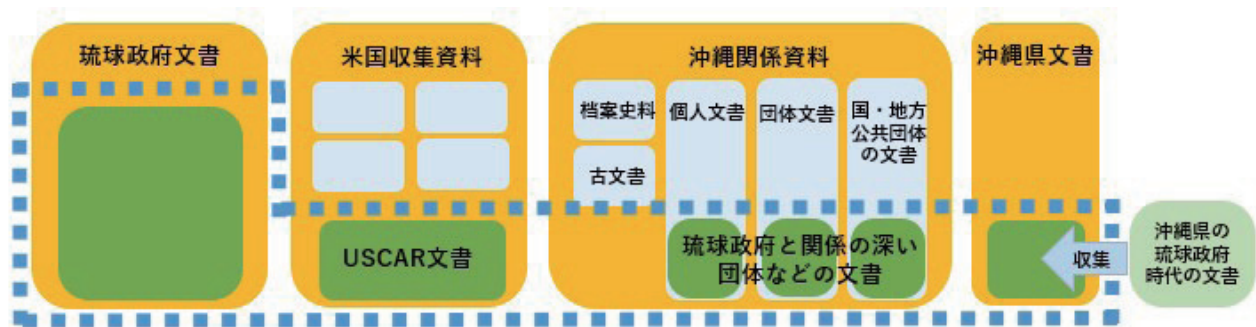 琉球政府文書
米国収集資料
USCAR文書
沖縄関係資料
档案史料
古文書
個人文書
団体文書
国・地方
公共団体
の文書
琉球政府と関係の深い
団体などの文書
沖縄県文書
収集
沖縄県の
琉球政府
時代の文書